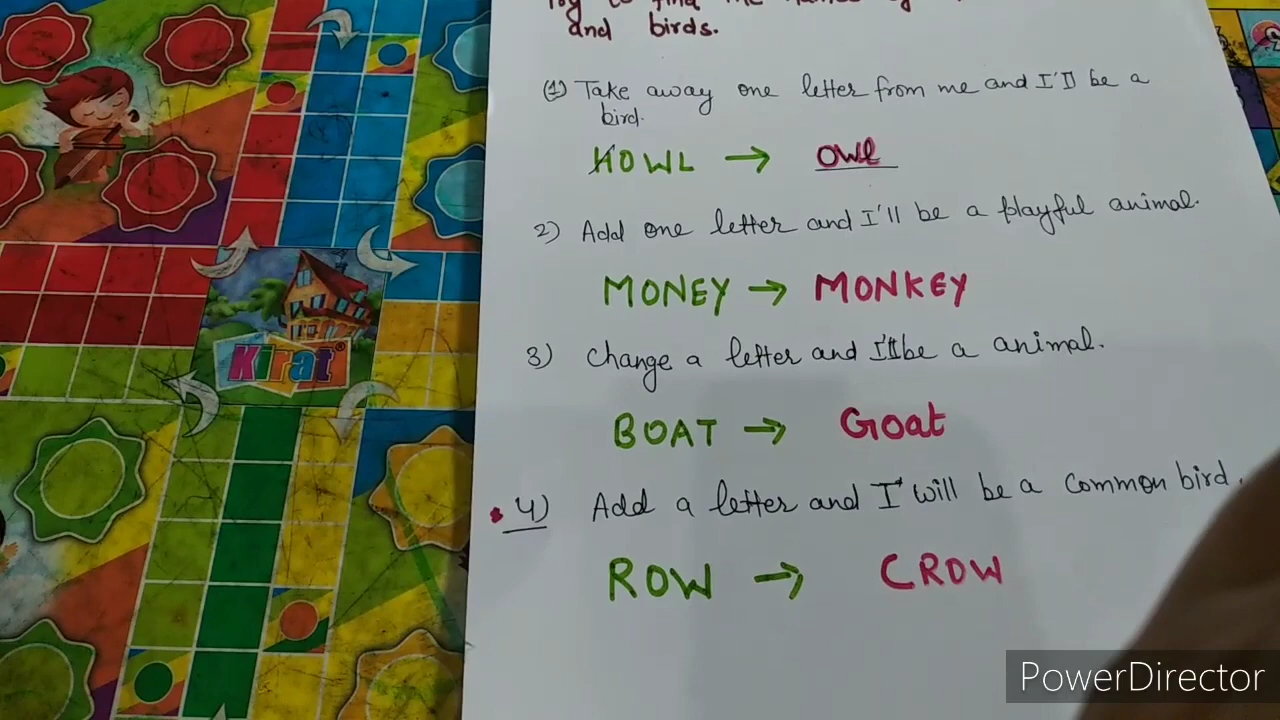 and birds.
(1) Take away one letter from me and I'll be a
bird.
HOWL → owl
2) Add one letter and I'll be a playful animal.
MONEY → MONKEY
3) Change a letter and I'll be a animal.
BOAT → Goat
4) Add a letter and I will be a common bird.
ROW → CROW
Kirat
PowerDirector